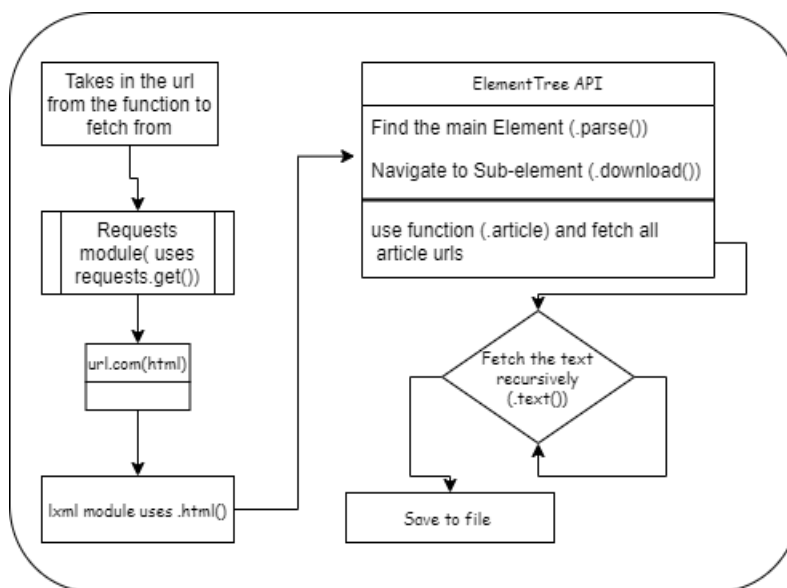 Takes in the url
from the function to
fetch from
Requests
module( uses
requests.get())
url.com(html)
lxml module uses .html()
ElementTree API
Find the main Element (.parse())
Navigate to Sub-element (.download())
use function (.article) and fetch all
article urls
Fetch the text
recursively
(.text())
Save to file